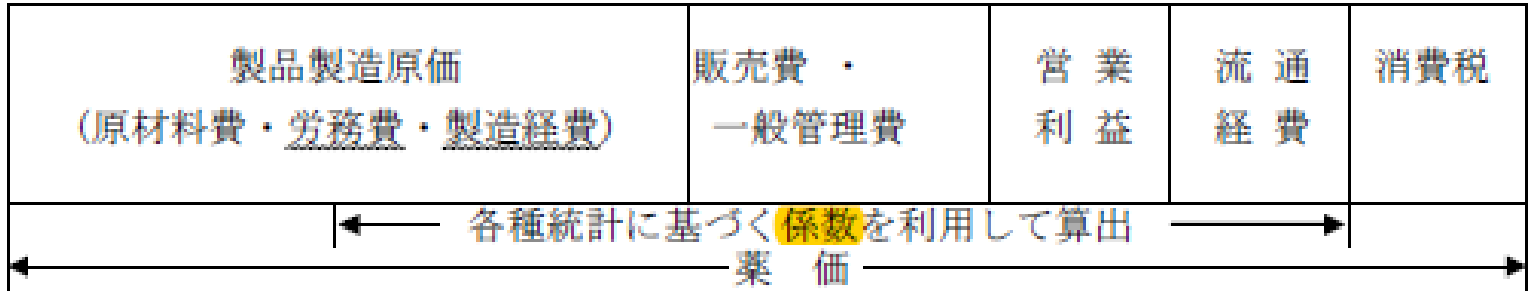 製品製造原価
(原材料費・労務費・製造経費)
販売費 ・
一般管理費
営 業
利 益
流 通
経 費
消費税
各種統計に基づく係数を利用して算出
薬 価